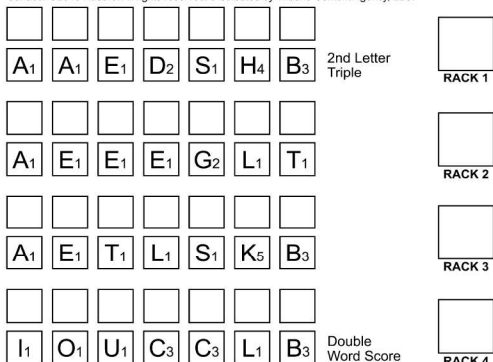 A1 A1 E1 D2 S1 H4 B3 2nd Letter Triple
RACK 1
A1 E1 E1 E1 G2 L1 T1
RACK 2
A1 E1 T1 L1 S1 K5 B3
RACK 3
I1 O1 U1 C3 C3 L1 B3 Double Word Score
RACK 4